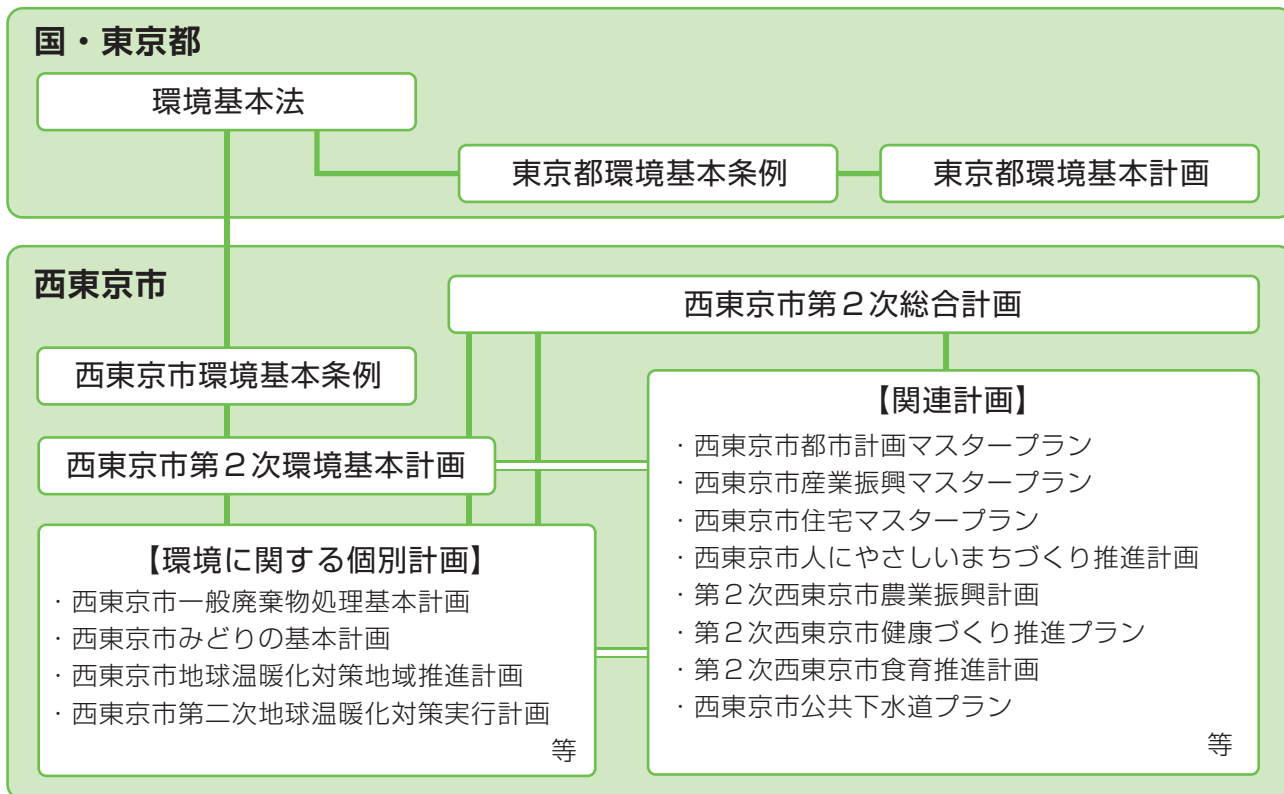 国・東京都
環境基本法
東京都環境基本条例
東京都環境基本計画
西東京市
西東京市第２次総合計画
西東京市環境基本条例
西東京市第２次環境基本計画
【環境に関する個別計画】
・西東京市一般廃棄物処理基本計画
・西東京市みどりの基本計画
・西東京市地球温暖化対策地域推進計画
・西東京市第二次地球温暖化対策実行計画
等
【関連計画】
・西東京市都市計画マスタープラン
・西東京市産業振興マスタープラン
・西東京市住宅マスタープラン
・西東京市人にやさしいまちづくり推進計画
・第２次西東京市農業振興計画
・第２次西東京市健康づくり推進プラン
・第２次西東京市食育推進計画
・西東京市公共下水道プラン
等